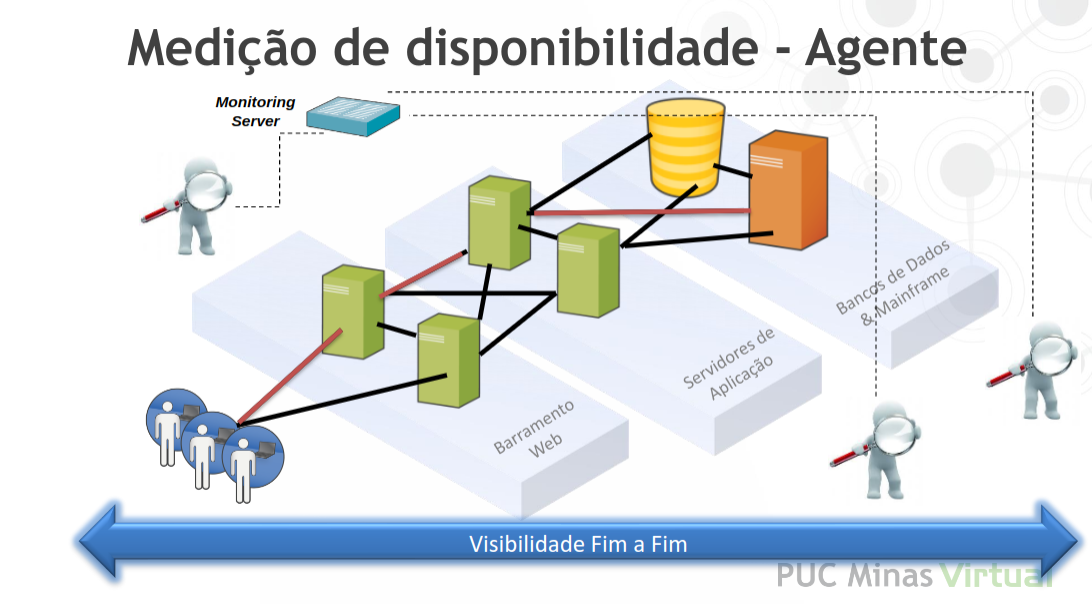 Medição de disponibilidade - Agente
Monitoring
Server
Bancos de Dados
& Mainframe
Servidores de
Aplicação
Barramento
Web
Visibilidade Fim a Fim
PUC Minas Virtual